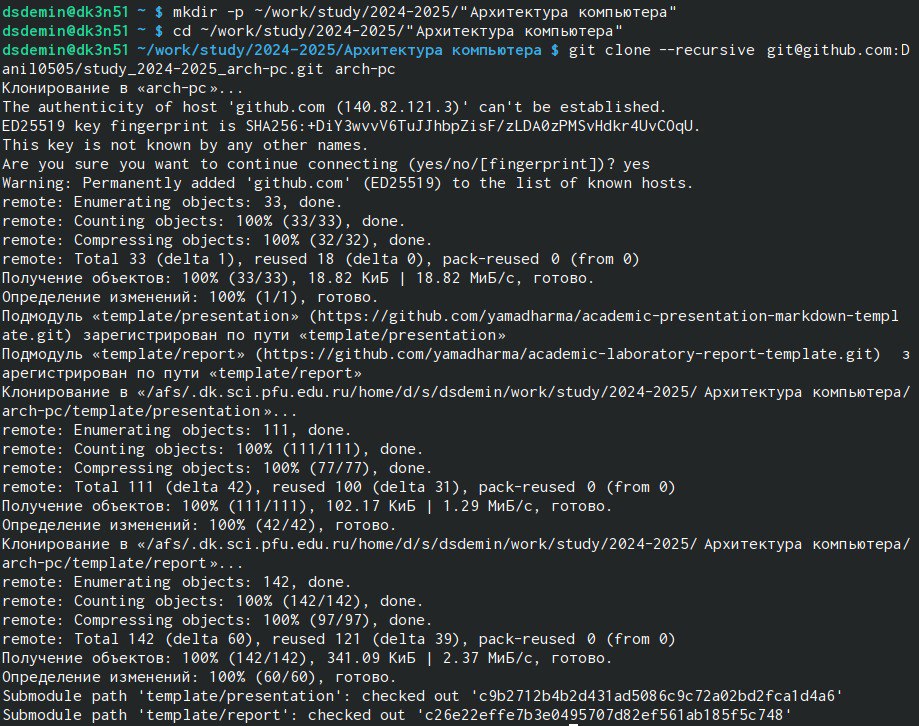 dsdemin@dk3n51 ~ $ mkdir -p ~/work/study/2024-2025/"Архитектура компьютера"
dsdemin@dk3n51 ~ $ cd ~/work/study/2024-2025/"Архитектура компьютера"
dsdemin@dk3n51 ~/work/study/2024-2025/Архитектура компьютера $ git clone --recursive git@github.com:D
anil0505/study_2024-2025_arch-pc.git arch-pc
Клонирование в «arch-pc»...
The authenticity of host 'github.com (140.82.121.3)' can't be established.
ED25519 key fingerprint is SHA256:+DiY3wvvV6TuJJhbpZisF/zLDA0zPMSvHdkr4UvCOqU.
This key is not known by any other names.
Are you sure you want to continue connecting (yes/no/[fingerprint])? yes
Warning: Permanently added 'github.com' (ED25519) to the list of known hosts.
remote: Enumerating objects: 33, done.
remote: Counting objects: 100% (33/33), done.
remote: Compressing objects: 100% (32/32), done.
remote: Total 33 (delta 1), reused 18 (delta 0), pack-reused 0 (from 0)
Получение объектов: 100% (33/33), 18.82 КиБ | 18.82 МиБ/с, готово.
Определение изменений: 100% (1/1), готово.
Подмодуль «template/presentation» (https://github.com/yamadharma/academic-presentation-markdown-templ
ate.git) зарегистрирован по пути «template/presentation»
Подмодуль «template/report» (https://github.com/yamadharma/academic-laboratory-report-template.git) з
арегистрирован по пути «template/report»
Клонирование в «/afs/.dk.sci.pfu.edu.ru/home/d/s/dsdemin/work/study/2024-2025/Архитектура компьютера/
arch-pc/template/presentation»...
remote: Enumerating objects: 111, done.
remote: Counting objects: 100% (111/111), done.
remote: Compressing objects: 100% (77/77), done.
remote: Total 111 (delta 42), reused 100 (delta 31), pack-reused 0 (from 0)
Получение объектов: 100% (111/111), 102.17 КиБ | 1.29 МиБ/с, готово.
Определение изменений: 100% (42/42), готово.
Клонирование в «/afs/.dk.sci.pfu.edu.ru/home/d/s/dsdemin/work/study/2024-2025/Архитектура компьютера/
arch-pc/template/report»...
remote: Enumerating objects: 142, done.
remote: Counting objects: 100% (142/142), done.
remote: Compressing objects: 100% (97/97), done.
remote: Total 142 (delta 60), reused 121 (delta 39), pack-reused 0 (from 0)
Получение объектов: 100% (142/142), 341.09 КиБ | 2.37 МиБ/с, готово.
Определение изменений: 100% (60/60), готово.
Submodule path 'template/presentation': checked out 'c9b2712b4b2d431ad5086c9c72a02bd2fca1d4a6'
Submodule path 'template/report': checked out 'c26e22effe7b3e0495707d82ef561ab185f5c748'